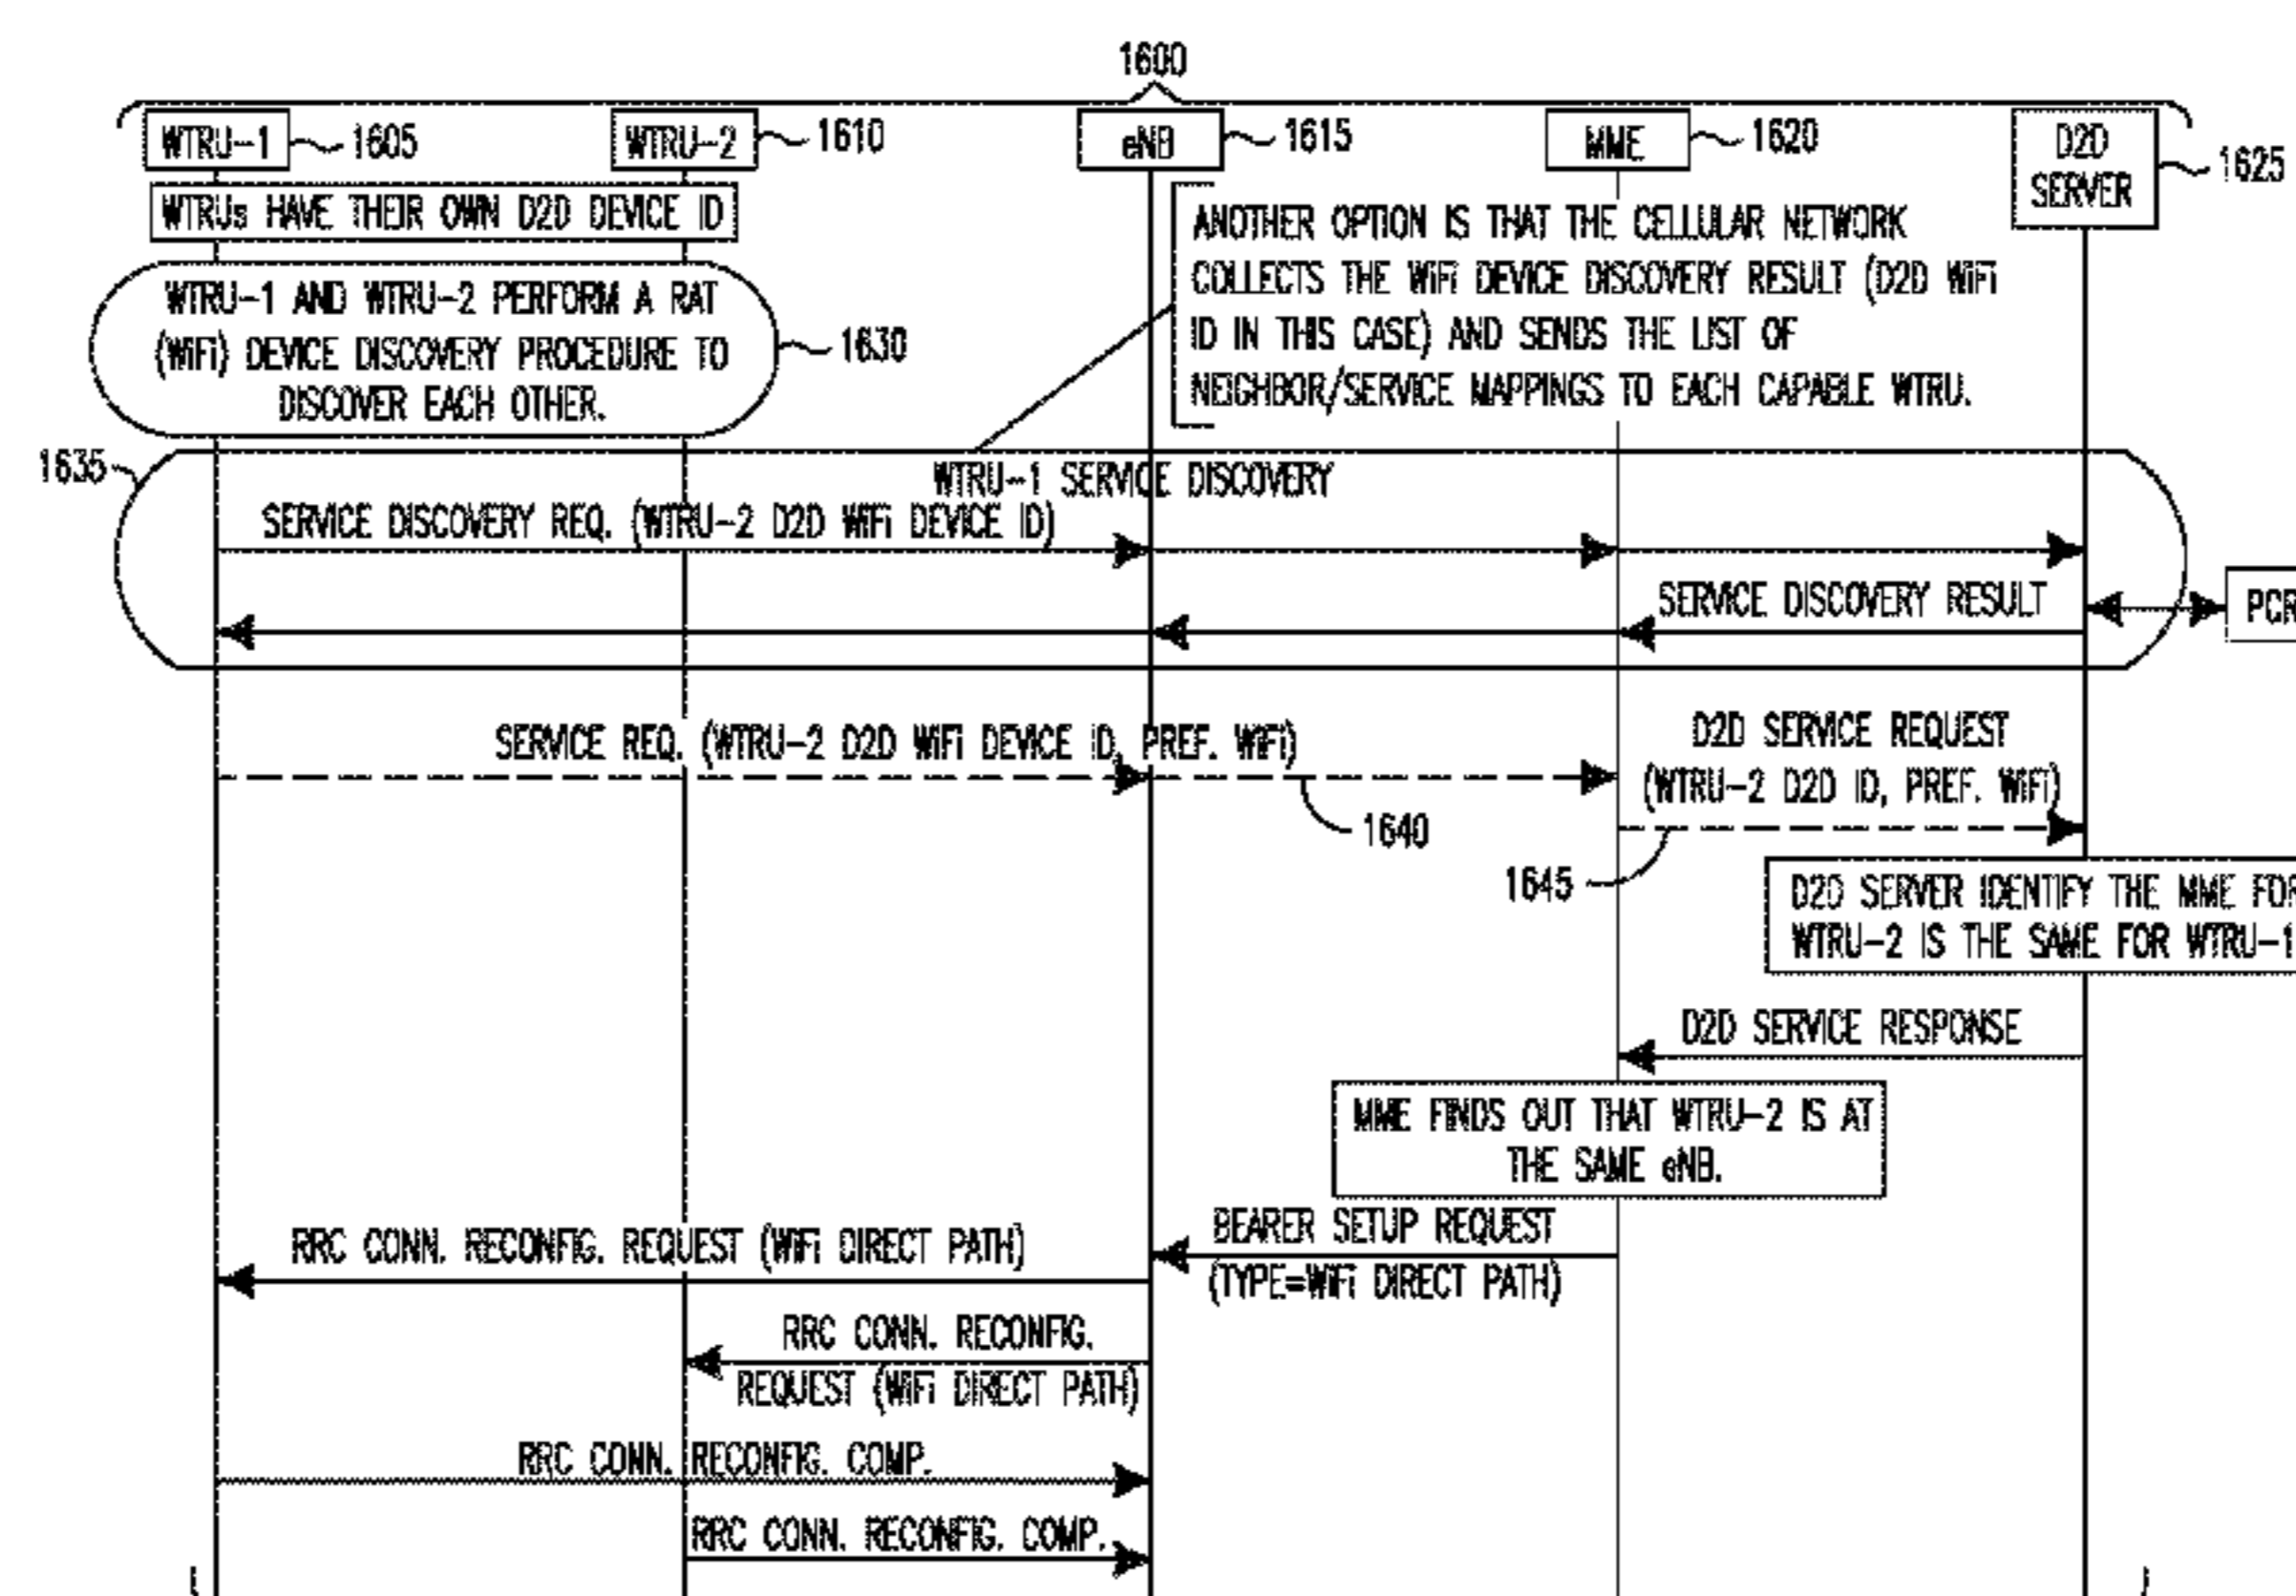 1600
WTRU-1
1605
WTRU-2
1610
eNB
1615
MME
1620
D2D
SERVER
1625
WTRUs HAVE THEIR OWN D2D DEVICE ID
ANOTHER OPTION IS THAT THE CELLULAR NETWORK
COLLECTS THE WiFi DEVICE DISCOVERY RESULT (D2D WiFi
ID IN THIS CASE) AND SENDS THE LIST OF
NEIGHBOR/SERVICE MAPPINGS TO EACH CAPABLE WTRU.
WTRU-1 AND WTRU-2 PERFORM A RAT
(WiFi) DEVICE DISCOVERY PROCEDURE TO
DISCOVER EACH OTHER.
1630
1635
WTRU-1 SERVICE DISCOVERY
SERVICE DISCOVERY REQ. (WTRU-2 D2D WiFi DEVICE ID)
SERVICE DISCOVERY RESULT
SERVICE REQ. (WTRU-2 D2D WiFi DEVICE ID, PREF. WiFi)
1640
D2D SERVICE REQUEST
(WTRU-2 D2D ID, PREF. WiFi)
1645
D2D SERVER IDENTIFY THE MME FOR
WTRU-2 IS THE SAME FOR WTRU-1
D2D SERVICE RESPONSE
MME FINDS OUT THAT WTRU-2 IS AT
THE SAME eNB.
BEARER SETUP REQUEST
(TYPE=WiFi DIRECT PATH)
RRC CONN. RECONFIG. REQUEST (WiFi DIRECT PATH)
RRC CONN. RECONFIG.
REQUEST (WiFi DIRECT PATH)
RRC CONN. RECONFIG. COMP.
RRC CONN. RECONFIG. COMP.